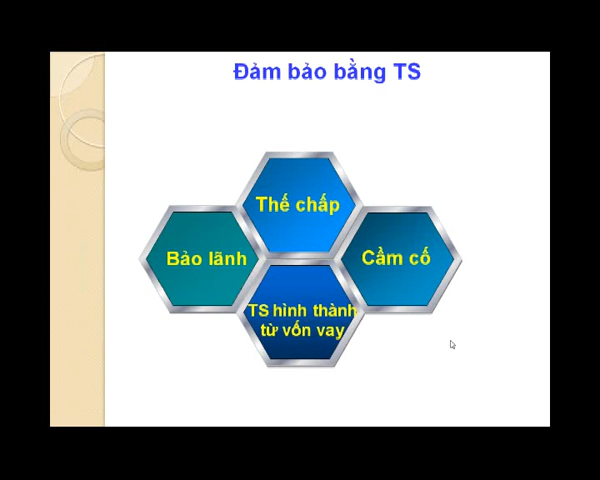 Đảm bảo bằng TS
Thế chấp
Bảo lãnh
Cầm cố
TS hình thành
từ vốn vay